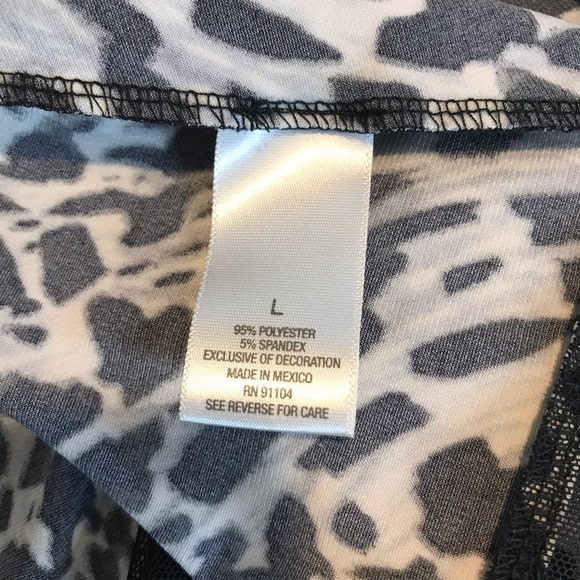 L
95% POLYESTER
5% SPANDEX
EXCLUSIVE OF DECORATION
MADE IN MEXICO
RN 91104
SEE REVERSE FOR CARE